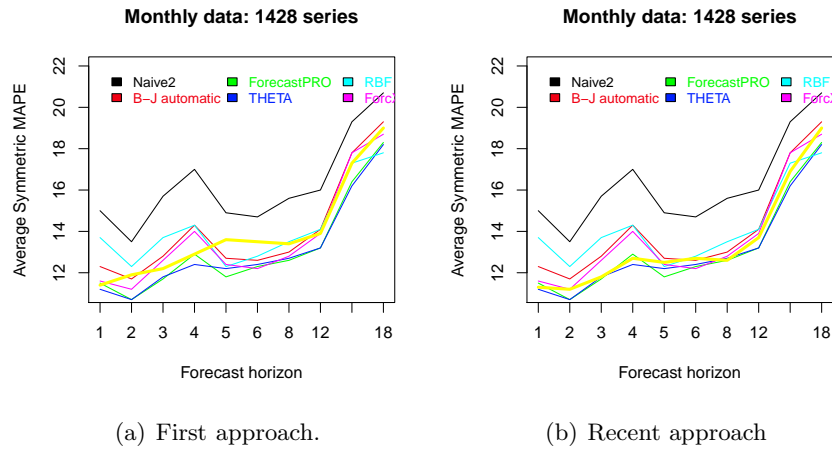 Monthly data: 1428 series
Average Symmetric MAPE
22
20
18
16
14
12
Naive2
B−J automatic
ForecastPRO
THETA
RBF
1 2 3 4 5 6 8 12 18
Forecast horizon
(a) First approach.
Monthly data: 1428 series
Average Symmetric MAPE
22
20
18
16
14
12
Naive2
B−J automatic
ForecastPRO
THETA
RBF
1 2 3 4 5 6 8 12 18
Forecast horizon
(b) Recent approach